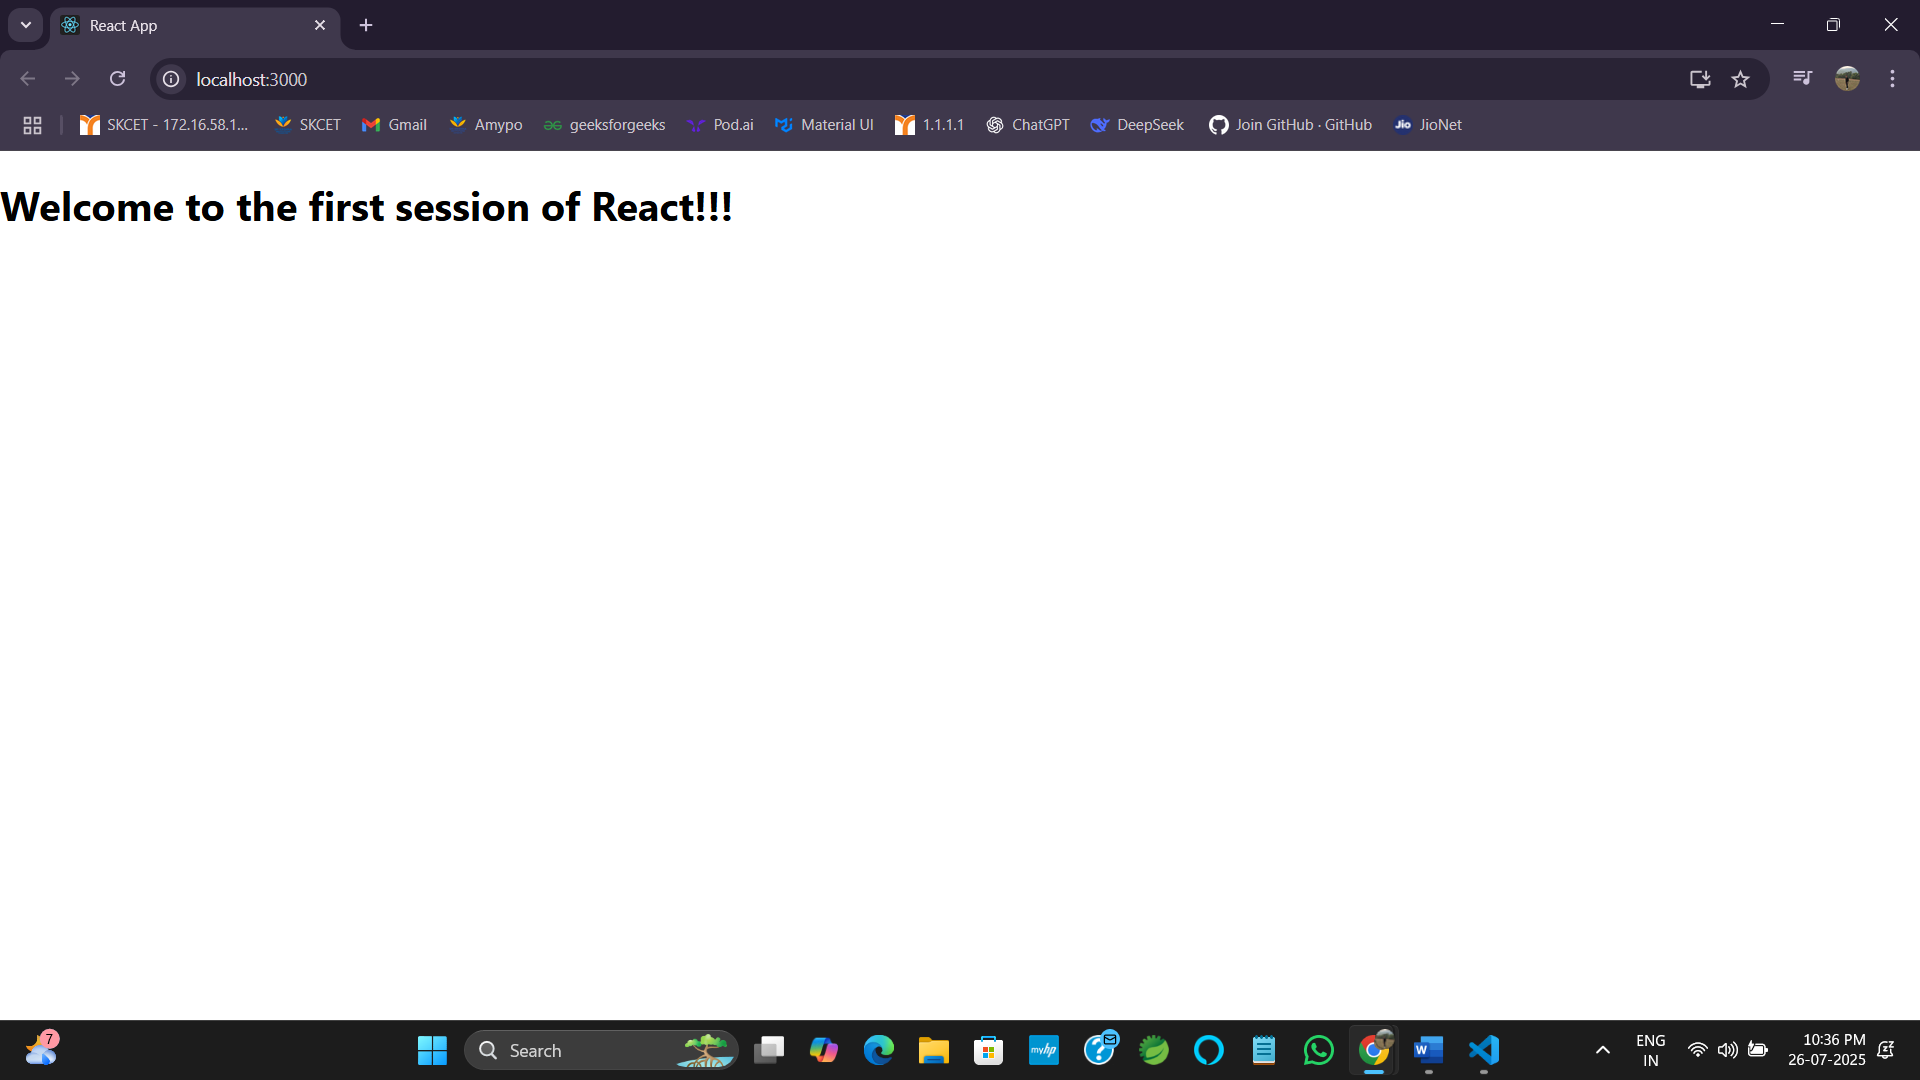 React App
localhost:3000
SKCET - 172.16.58.1... SKCET Gmail Amypo geeksforgeeks Pod.ai Material UI 1.1.1.1 ChatGPT DeepSeek Join GitHub · GitHub Jio JioNet
Welcome to the first session of React!!!
7 Search myhp W ENG 10:36 PM
IN 26-07-2025